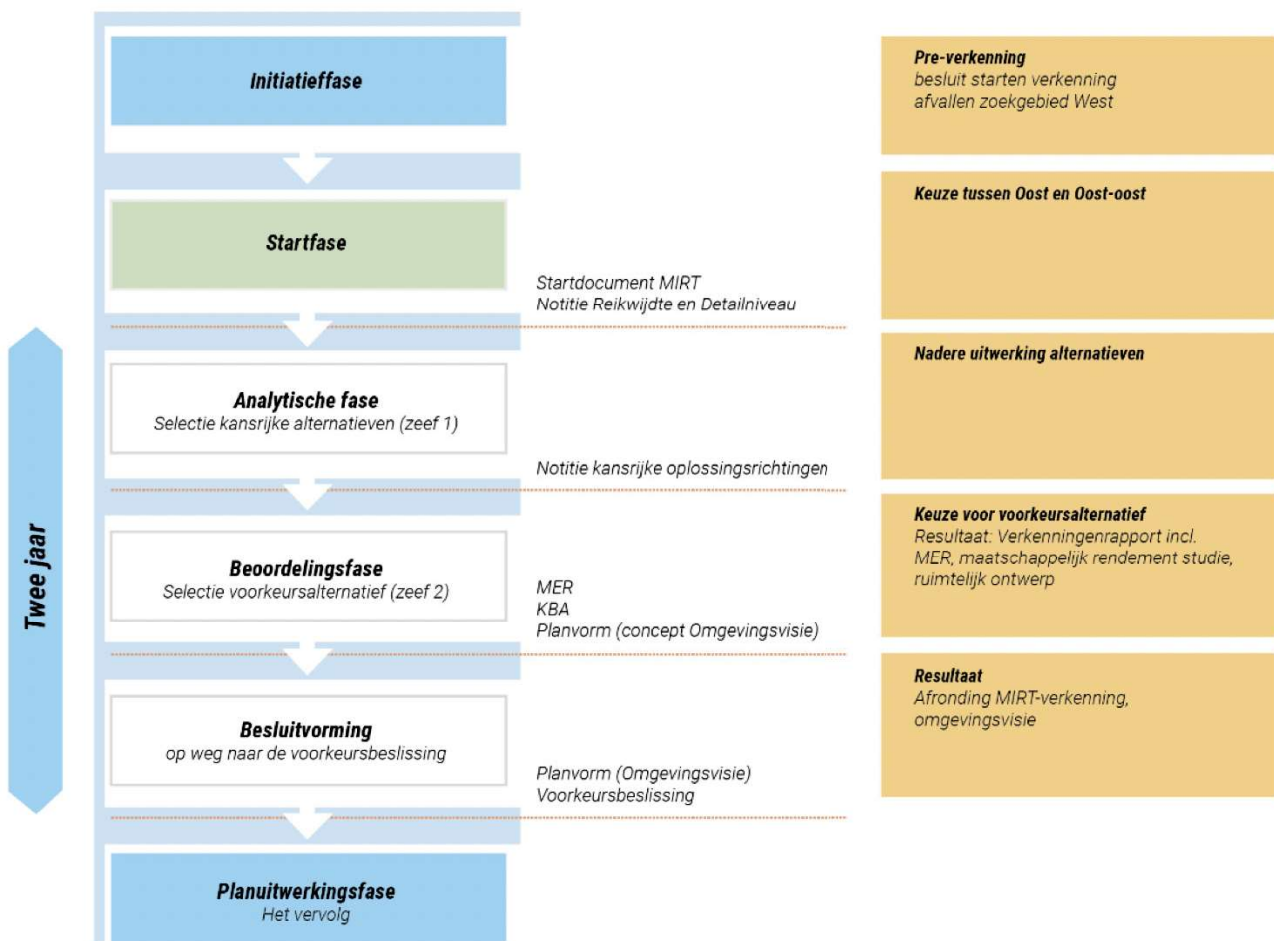 Initiatieffase
Pre-verkenning
besluit starten verkenning
afvallen zoekgebied West
Startfase
Keuze tussen Oost en Oost-oost
Startdocument MIRT
Notitie Reikwijdte en Detailniveau
Twee jaar
Analytische fase
Selectie kansrijke alternatieven (zeef 1)
Nadere uitwerking alternatieven
Notitie kansrijke oplossingsrichtingen
Beoordelingsfase
Selectie voorkeursalternatief (zeef 2)
MER
KBA
Planvorm (concept Omgevingsvisie)
Keuze voor voorkeursalternatief
Resultaat: Verkenningenrapport incl.
MER, maatschappelijk rendement studie,
ruimtelijk ontwerp
Besluitvorming
op weg naar de voorkeursbeslissing
Planvorm (Omgevingsvisie)
Voorkeursbeslissing
Resultaat
Afronding MIRT-verkenning,
omgevingsvisie
Planuitwerkingsfase
Het vervolg